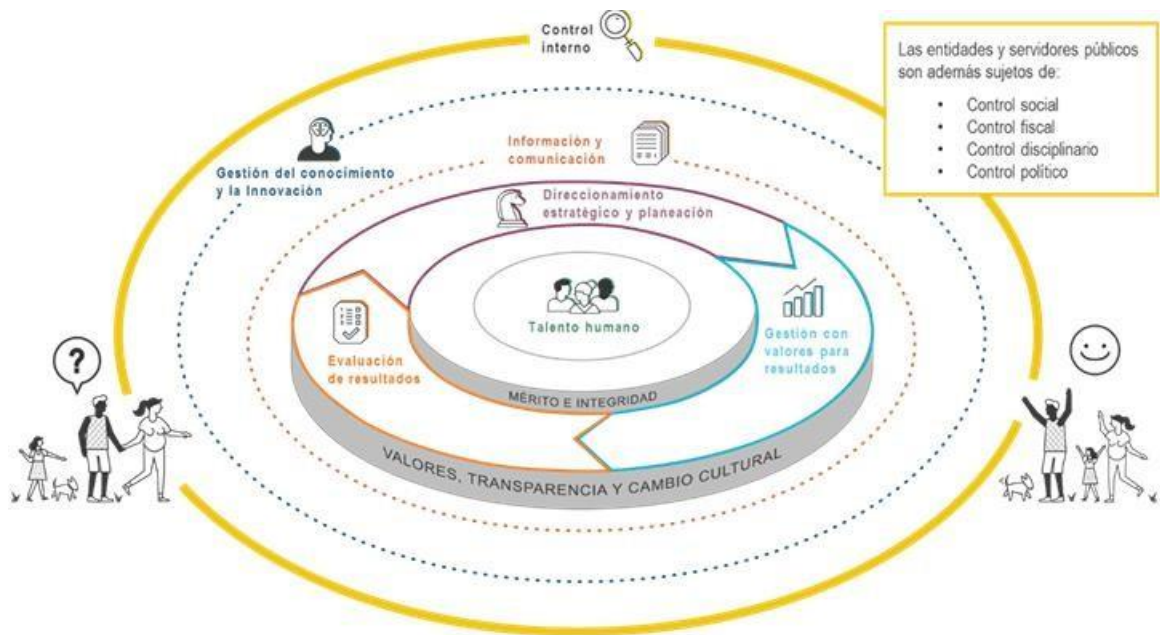 Control
interno
Las entidades y servidores públicos
son además sujetos de:
• Control social
• Control fiscal
• Control disciplinario
• Control político
Información y
comunicación
Gestión del conocimiento
y la Innovación
Direccionamiento
estratégico y planeación
Talento humano
Gestión con
valores para
resultados
Evaluación
de resultados
MÉRITO E INTEGRIDAD
VALORES, TRANSPARENCIA Y CAMBIO CULTURAL
?